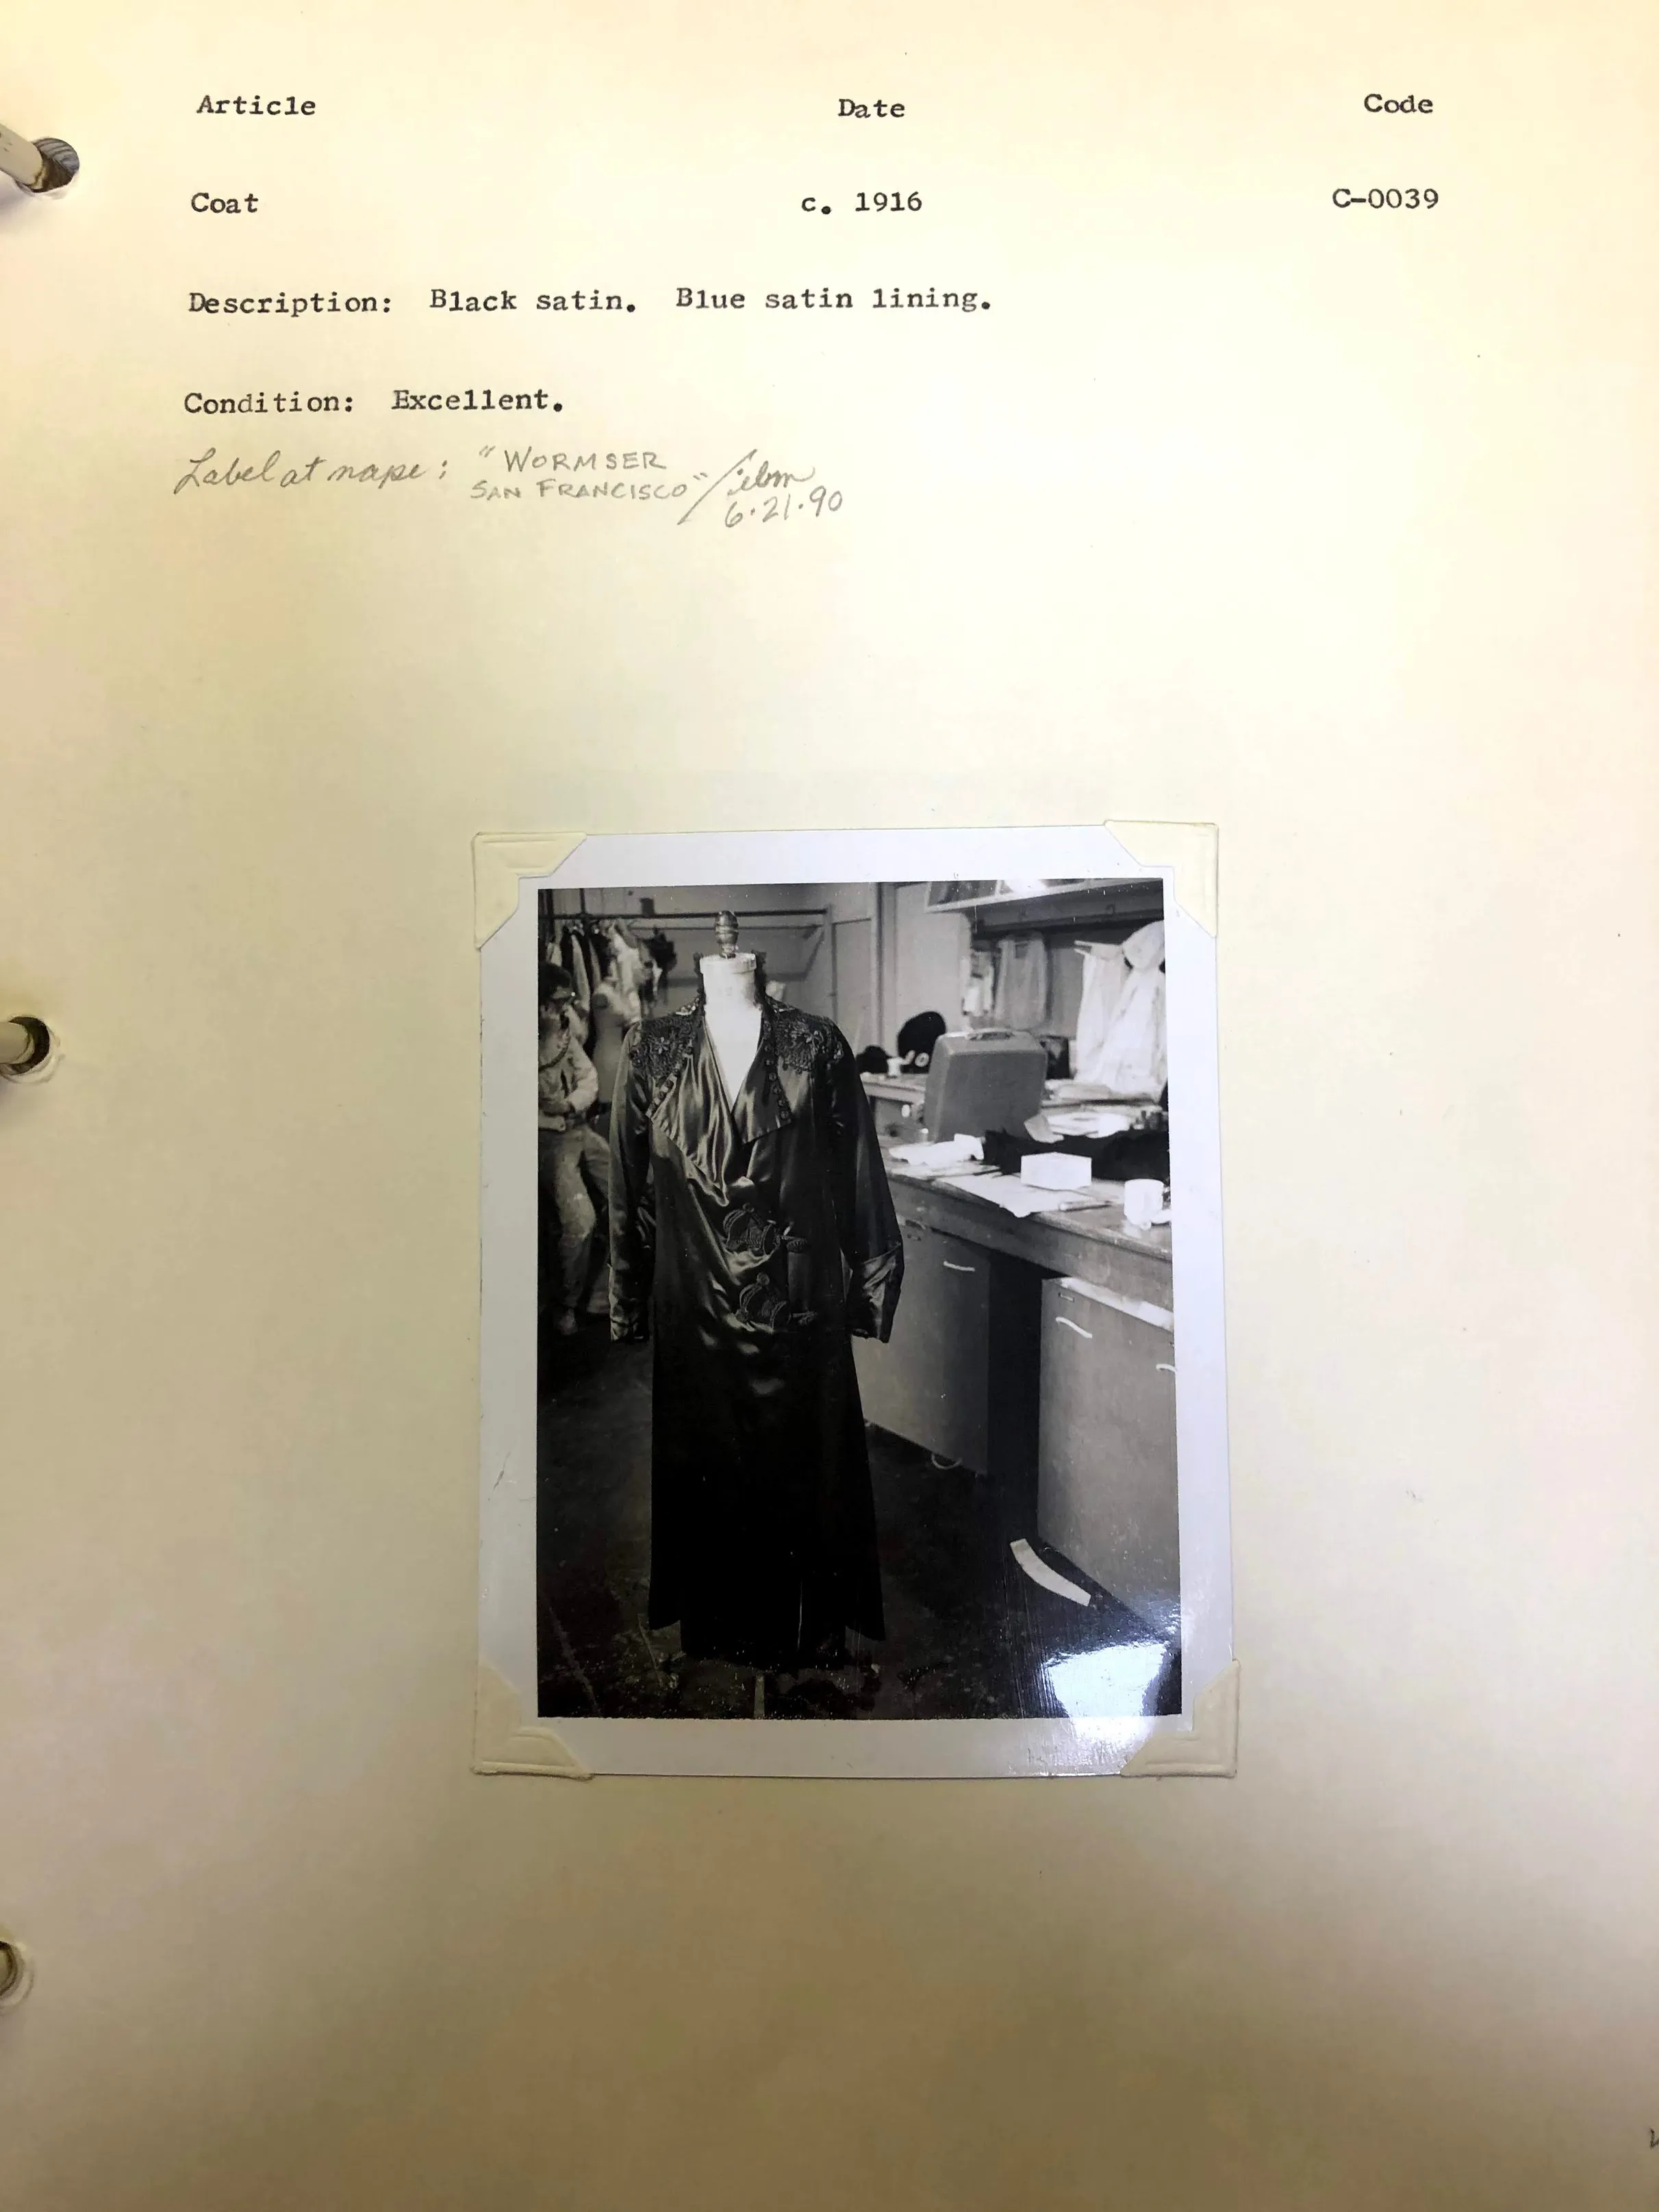 Article Date Code
Coat c. 1916 C-0039
Description: Black satin. Blue satin lining.
Condition: Excellent.
Label at nape: "WORMSER
SAN FRANCISCO" /
6.21.90